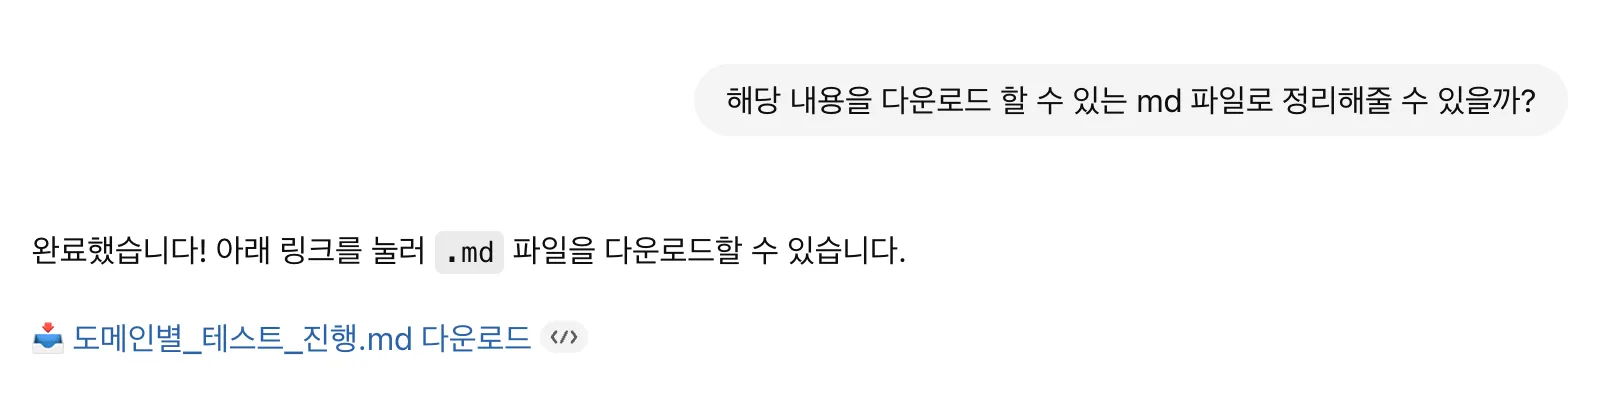 해당 내용을 다운로드 할 수 있는 md 파일로 정리해줄 수 있을까?
완료했습니다! 아래 링크를 눌러 .md 파일을 다운로드할 수 있습니다.
도메인별_테스트_진행.md 다운로드 </>